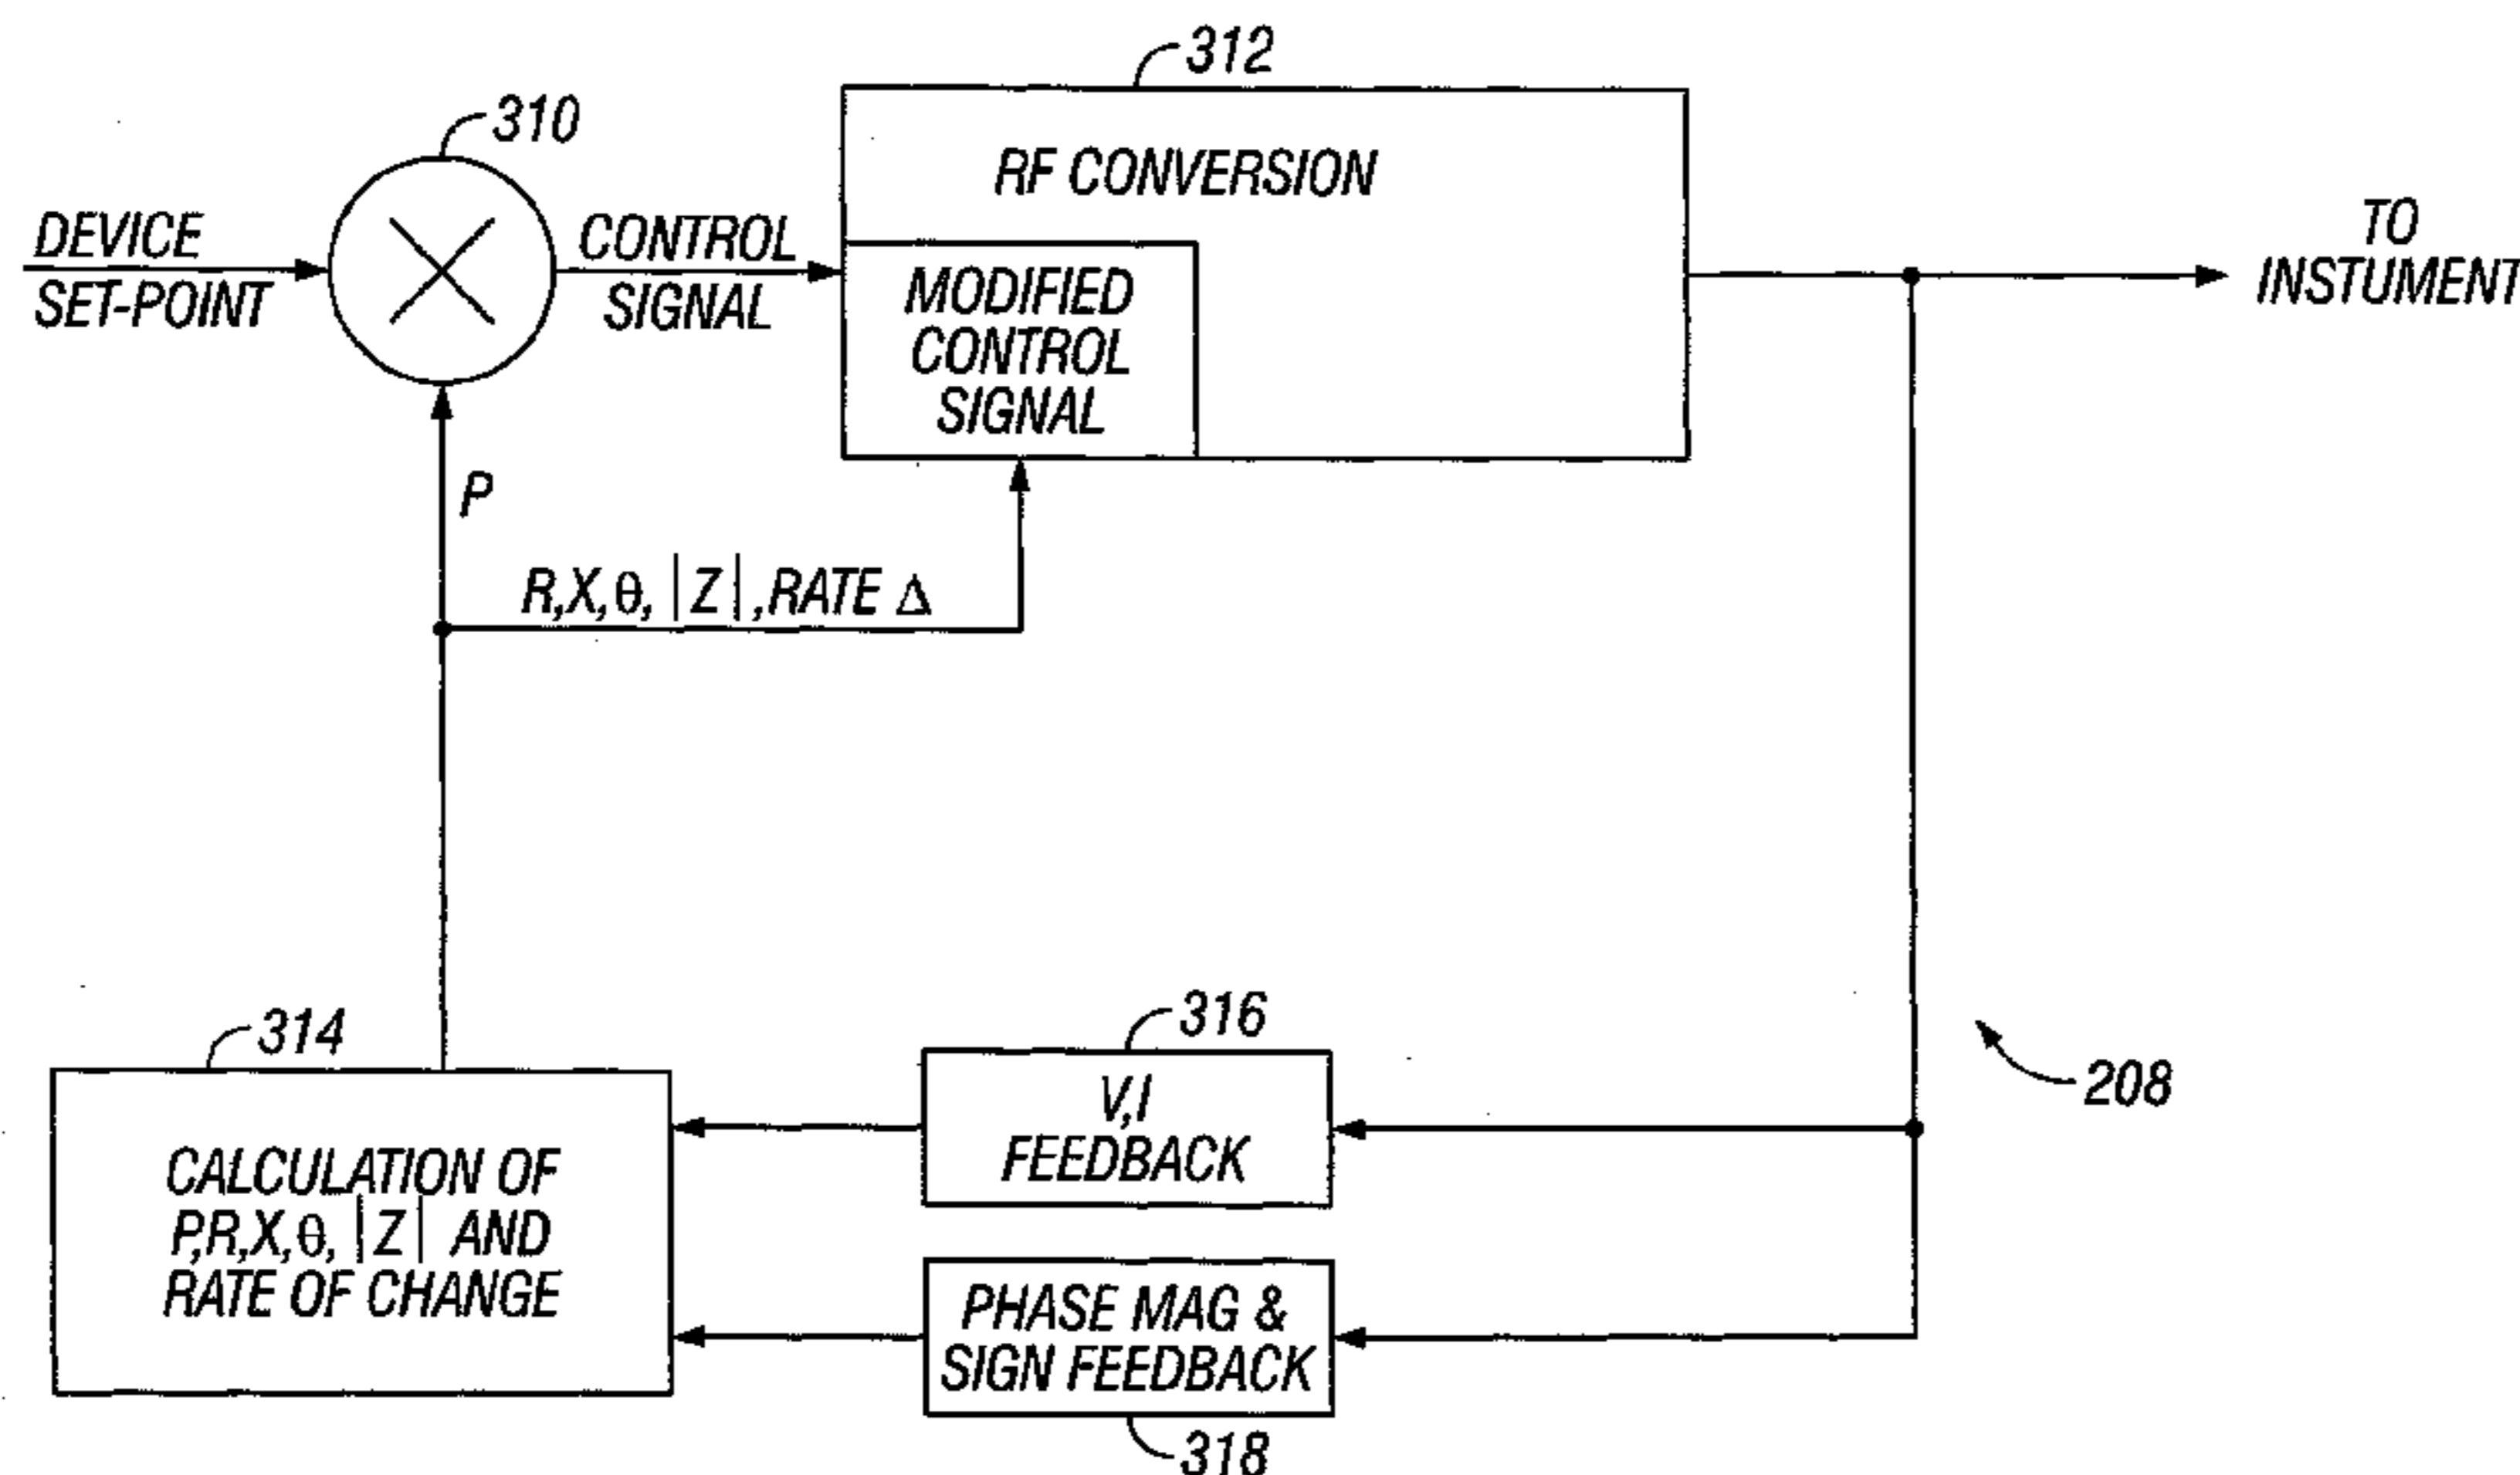 312
310
RF CONVERSION
DEVICE
SET-POINT
CONTROL
SIGNAL
MODIFIED
CONTROL
SIGNAL
TO
INSTUMENT
P
R,X,θ,|Z|,RATE Δ
314
316
208
V,I
FEEDBACK
CALCULATION OF
P,R,X,θ,|Z| AND
RATE OF CHANGE
PHASE MAG &
SIGN FEEDBACK
318